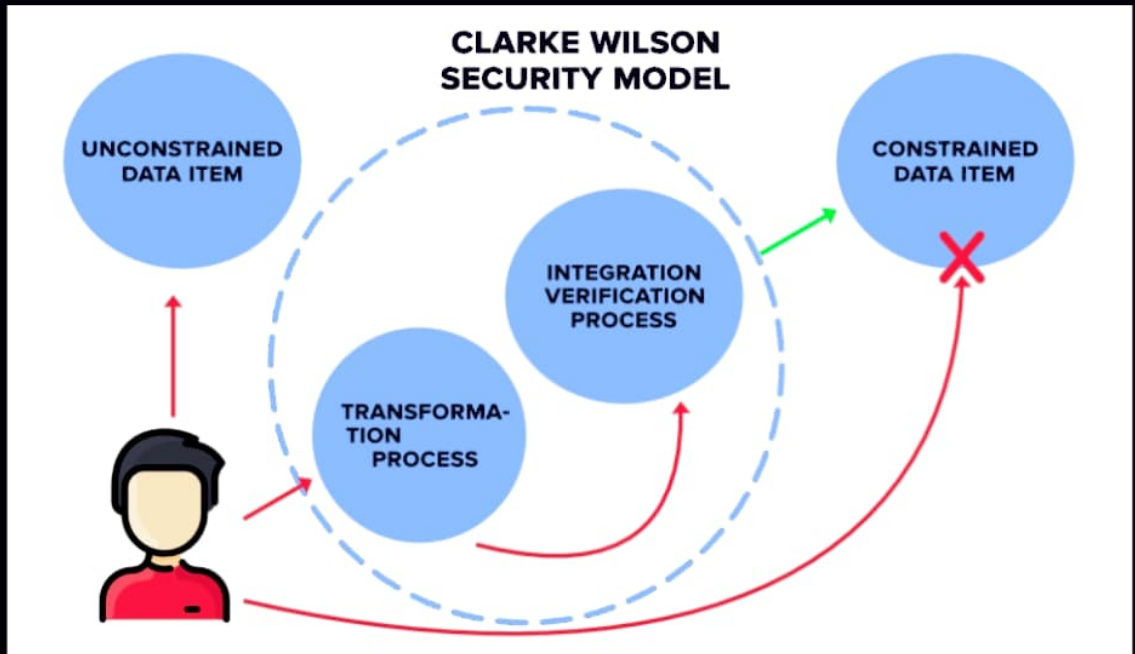 CLARKE WILSON
SECURITY MODEL
UNCONSTRAINED
DATA ITEM
CONSTRAINED
DATA ITEM
INTEGRATION
VERIFICATION
PROCESS
TRANSFORMA-
TION
PROCESS